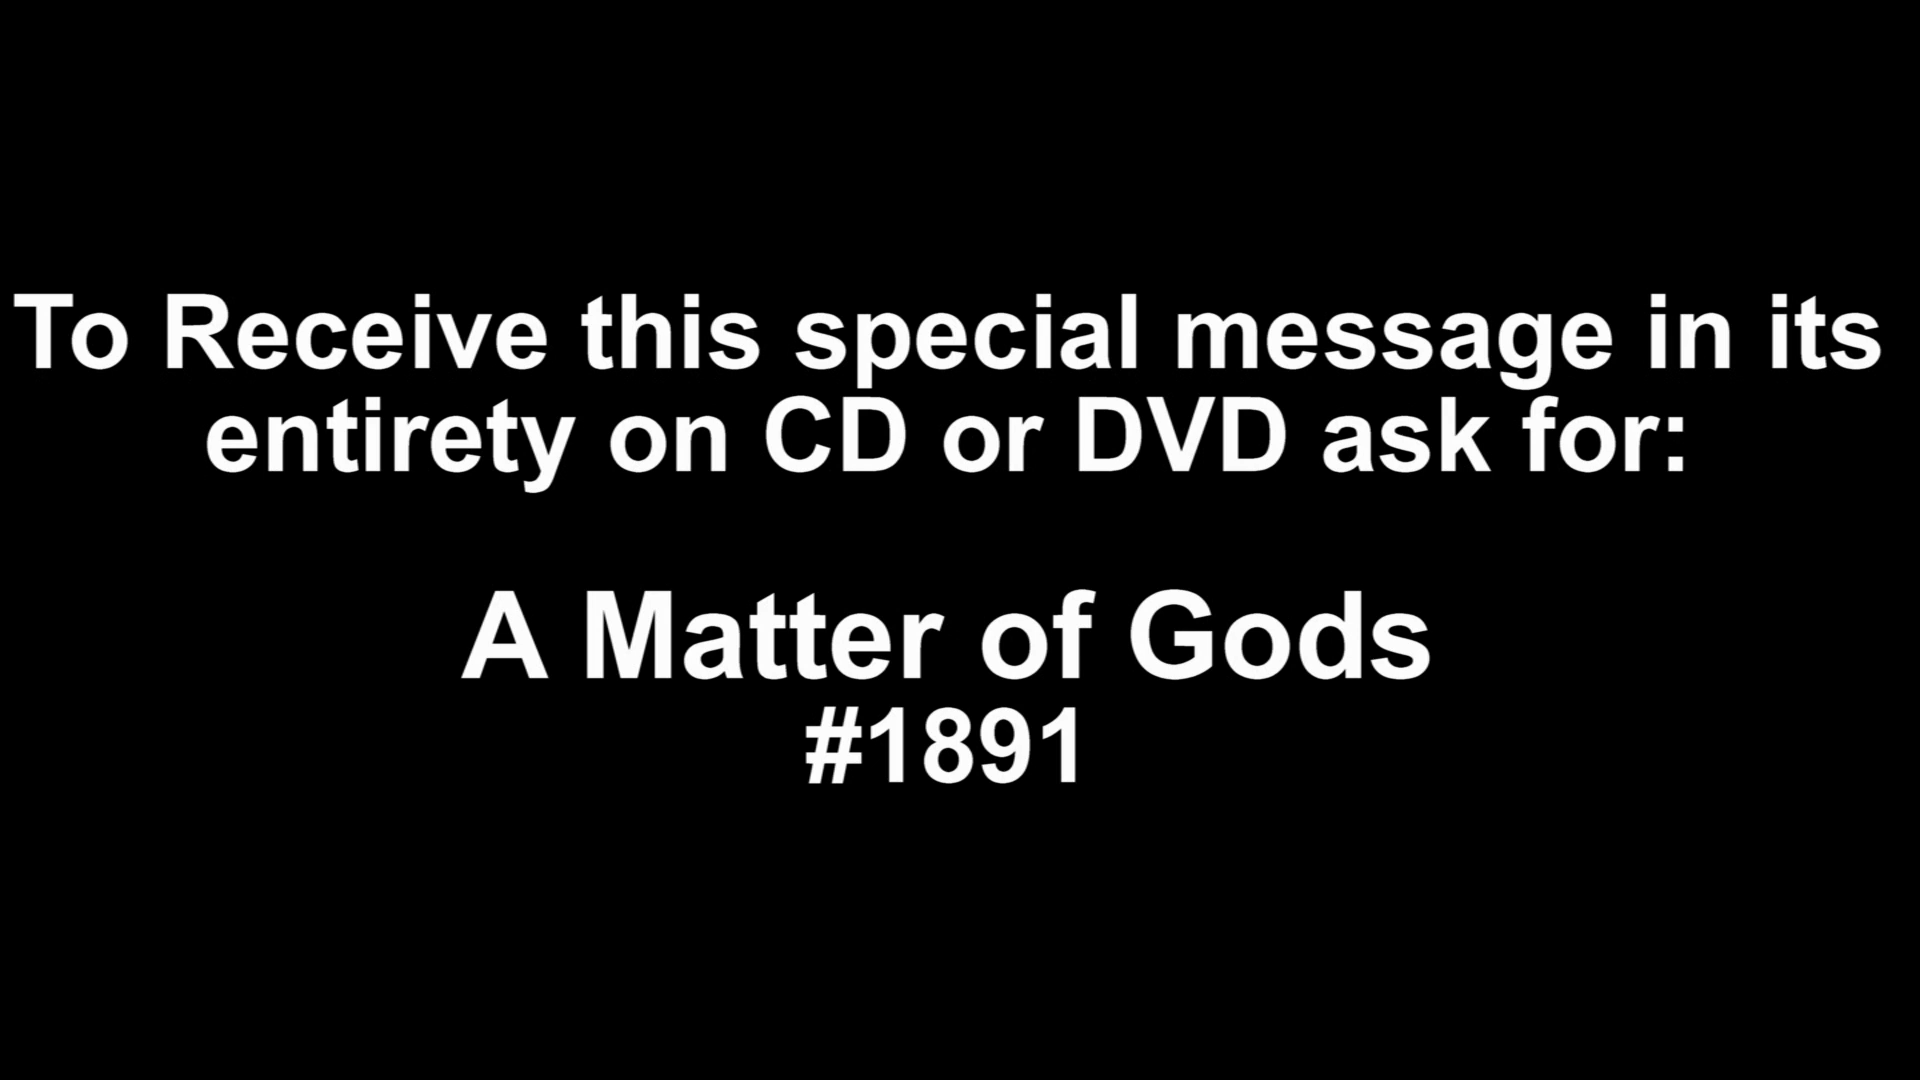 To Receive this special message in its
entirety on CD or DVD ask for:
A Matter of Gods
#1891